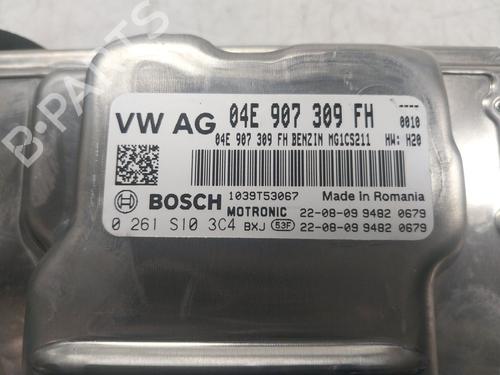 VW AG 04E 907 309 FH ----
0010
04E 907 309 FH BENZIN MG1CS211 HW: H20
BOSCH 1039T53067 Made in Romania
MOTRONIC 22-08-09 9482 0679
0 261 S10 3C4 BXJ 53F 22-08-09 9482 0679
B-PARTS